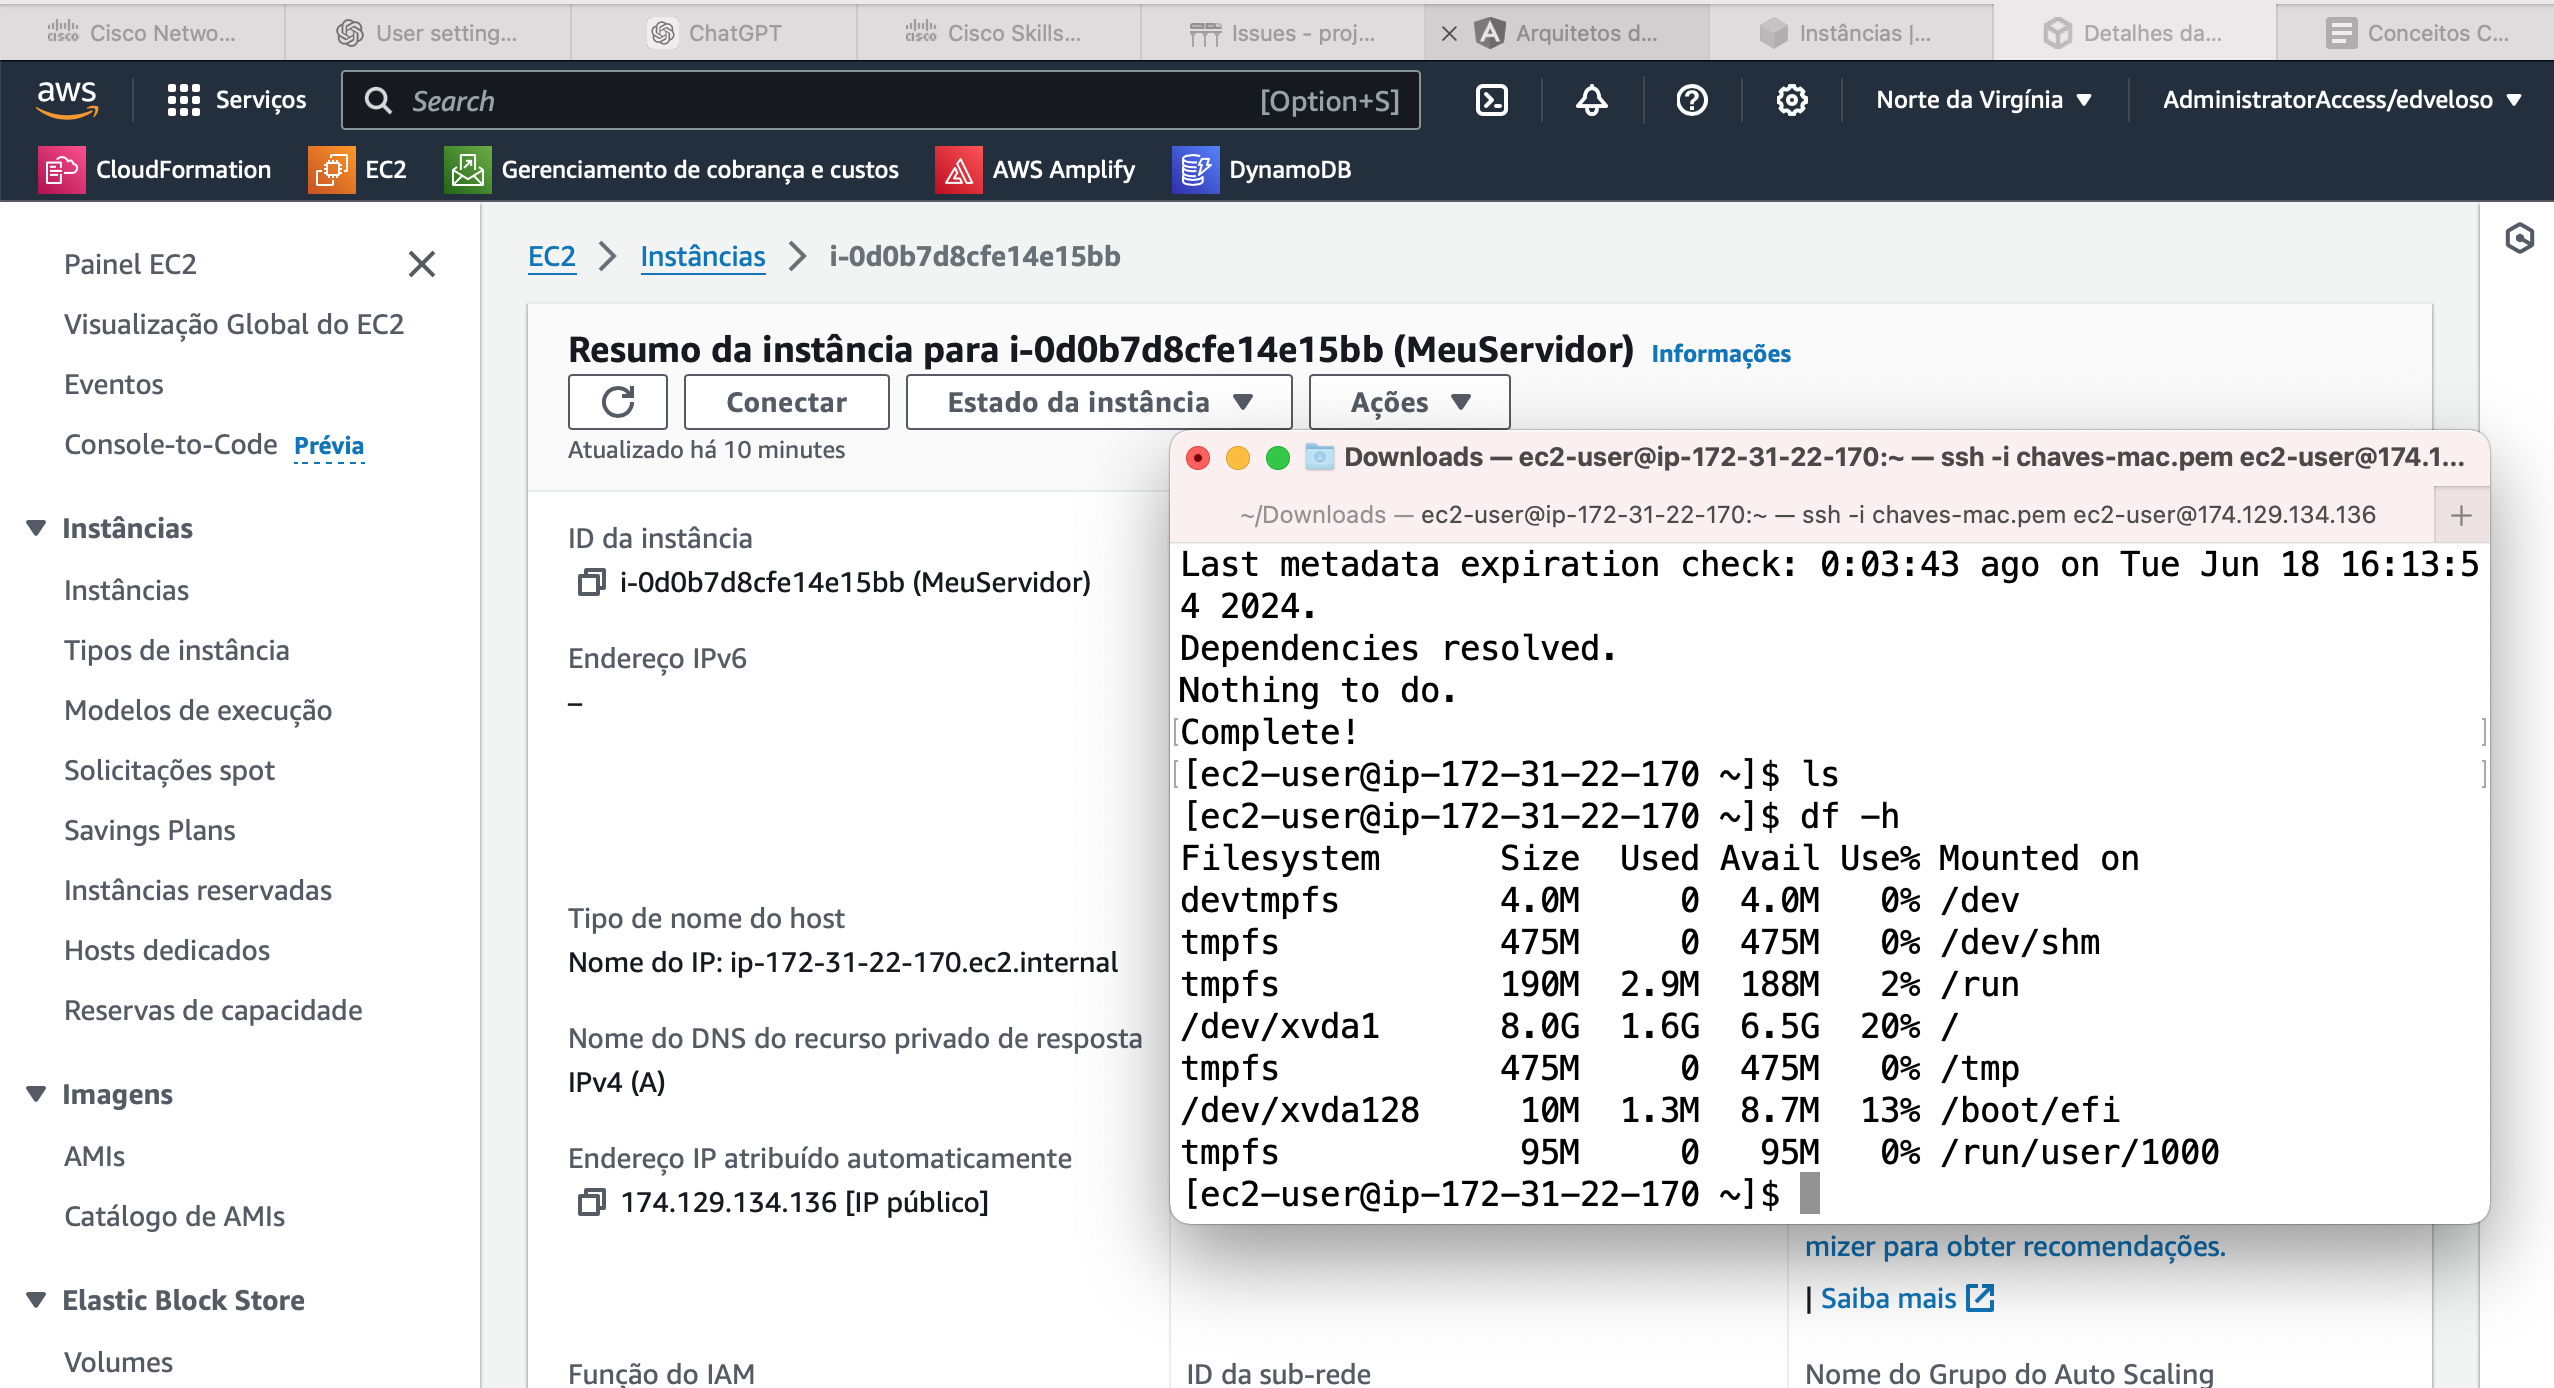 Cisco Netwo...
User setting...
ChatGPT
Cisco Skills...
Issues - proj...
Arquitetos d...
Instâncias |...
Detalhes da...
Conceitos C...
aws
Serviços
Search
[Option+S]
Norte da Virgínia
AdministratorAccess/edveloso
CloudFormation
EC2
Gerenciamento de cobrança e custos
AWS Amplify
DynamoDB
Painel EC2
Visualização Global do EC2
Eventos
Console-to-Code Prévia
Instâncias
Instâncias
Tipos de instância
Modelos de execução
Solicitações spot
Savings Plans
Instâncias reservadas
Hosts dedicados
Reservas de capacidade
Imagens
AMIs
Catálogo de AMIs
Elastic Block Store
Volumes
EC2 > Instâncias > i-0d0b7d8cfe14e15bb
Resumo da instância para i-0d0b7d8cfe14e15bb (MeuServidor) Informações
Conectar
Estado da instância
Ações
Atualizado há 10 minutes
ID da instância
i-0d0b7d8cfe14e15bb (MeuServidor)
Endereço IPv6
–
Tipo de nome do host
Nome do IP: ip-172-31-22-170.ec2.internal
Nome do DNS do recurso privado de resposta
IPv4 (A)
Endereço IP atribuído automaticamente
174.129.134.136 [IP público]
Função do IAM
ID da sub-rede
mizer para obter recomendações.
| Saiba mais
Nome do Grupo do Auto Scaling
Downloads — ec2-user@ip-172-31-22-170:~ — ssh -i chaves-mac.pem ec2-user@174.1...
~/Downloads — ec2-user@ip-172-31-22-170:~ — ssh -i chaves-mac.pem ec2-user@174.129.134.136
+
Last metadata expiration check: 0:03:43 ago on Tue Jun 18 16:13:5
4 2024.
Dependencies resolved.
Nothing to do.
Complete!
[ec2-user@ip-172-31-22-170 ~]$ ls
[ec2-user@ip-172-31-22-170 ~]$ df -h
Filesystem      Size  Used Avail Use% Mounted on
devtmpfs        4.0M     0  4.0M   0% /dev
tmpfs           475M     0  475M   0% /dev/shm
tmpfs           190M  2.9M  188M   2% /run
/dev/xvda1      8.0G  1.6G  6.5G  20% /
tmpfs           475M     0  475M   0% /tmp
/dev/xvda128     10M  1.3M  8.7M  13% /boot/efi
tmpfs            95M     0   95M   0% /run/user/1000
[ec2-user@ip-172-31-22-170 ~]$